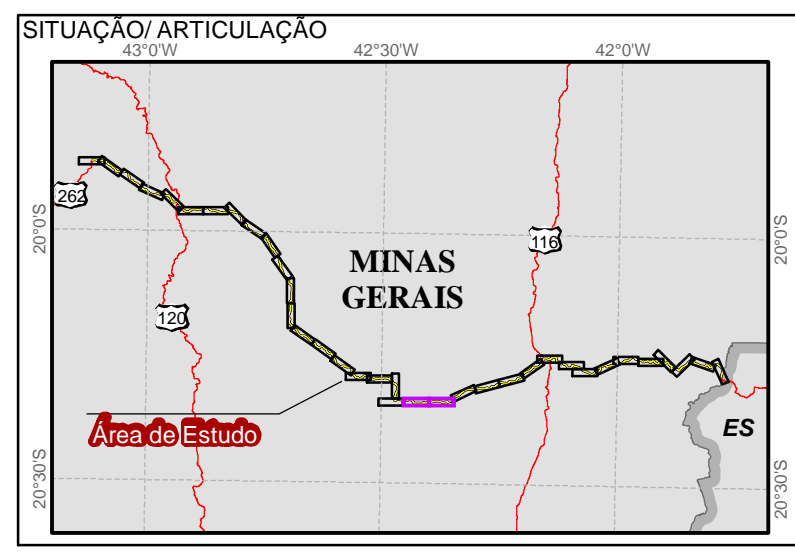 SITUAÇÃO/ ARTICULAÇÃO
43°0'W
42°30'W
42°0'W
262
20°0'S
20°0'S
MINAS
GERAIS
116
120
Área de Estudo
ES
20°30'S
20°30'S